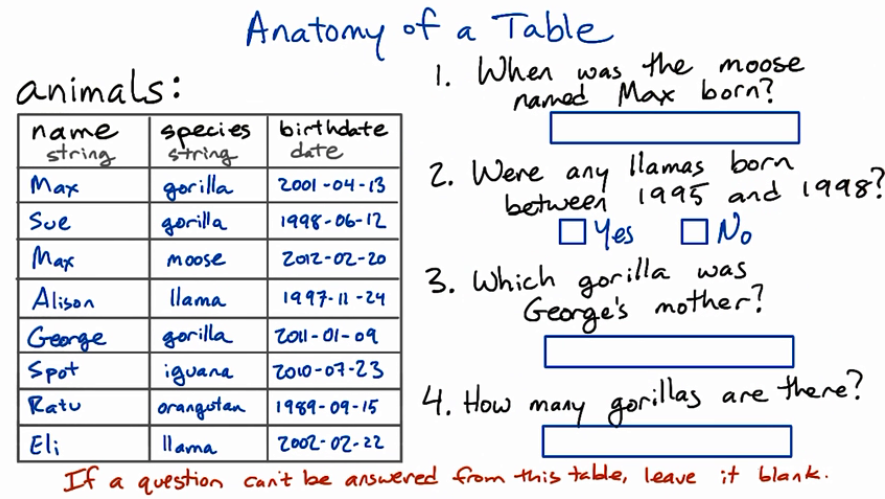 Anatomy of a Table
animals:
name species birthdate
string string date
Max gorilla 2001-04-13
Sue gorilla 1998-06-12
Max moose 2012-02-20
Alison llama 1997-11-24
George gorilla 2011-01-09
Spot iguana 2010-07-23
Ratu orangutan 1989-09-15
Eli llama 2002-02-22
1. When was the moose
named Max born?
2. Were any llamas born
between 1995 and 1998?
Yes No
3. Which gorilla was
George's mother?
4. How many gorillas are there?
If a question can't be answered from this table, leave it blank.